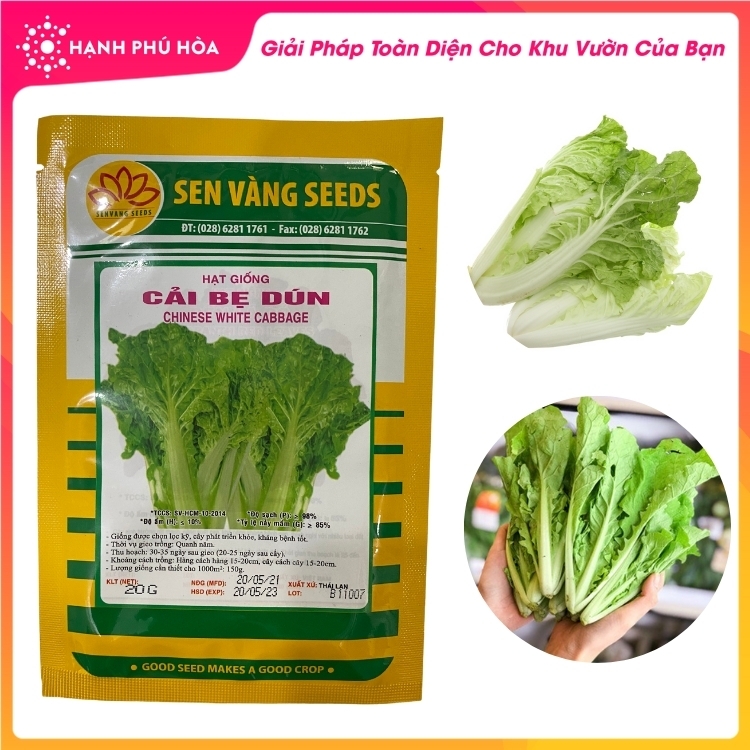 HẠNH PHÚ HÒA
Giải Pháp Toàn Diện Cho Khu Vườn Của Bạn
SENVANG SEEDS
SEN VÀNG SEEDS
ĐT: (028) 6281 1761 - Fax: (028) 6281 1762
HẠT GIỐNG
CẢI BẸ DÚN
CHINESE WHITE CABBAGE
*TCCS: SV-HCM-10-2014 *Độ sạch (P): ≥ 98%
*Độ ẩm (H): ≤ 10% *Tỷ lệ nảy mầm (G): ≥ 85%
- Giống được chọn lọc kỹ, cây phát triển khỏe, kháng bệnh tốt.
- Thời vụ gieo trồng: Quanh năm.
- Thu hoạch: 30-35 ngày sau gieo (20-25 ngày sau cấy).
- Khoảng cách trồng: Hàng cách hàng 15-20cm, cây cách cây 15-20cm.
- Lượng giống cần thiết cho 1000m²: 150g.
KLT (NET): 20 G
NDG (MFD): 20/05/21 XUẤT XỨ: THÁI LAN
HSD (EXP): 20/05/23 LOT: B11007
• GOOD SEED MAKES A GOOD CROP •